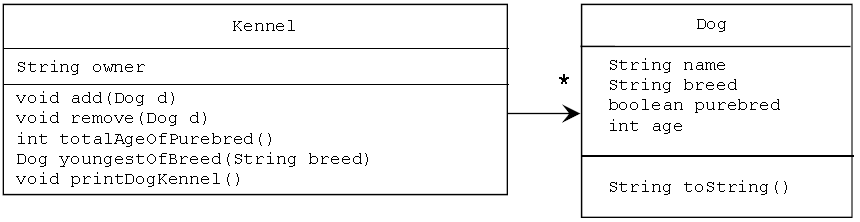 Kennel
String owner
void add(Dog d)
void remove(Dog d)
int totalAgeOfPurebred()
Dog youngestOfBreed(String breed)
void printDogKennel()
*
Dog
String name
String breed
boolean purebred
int age
String toString()